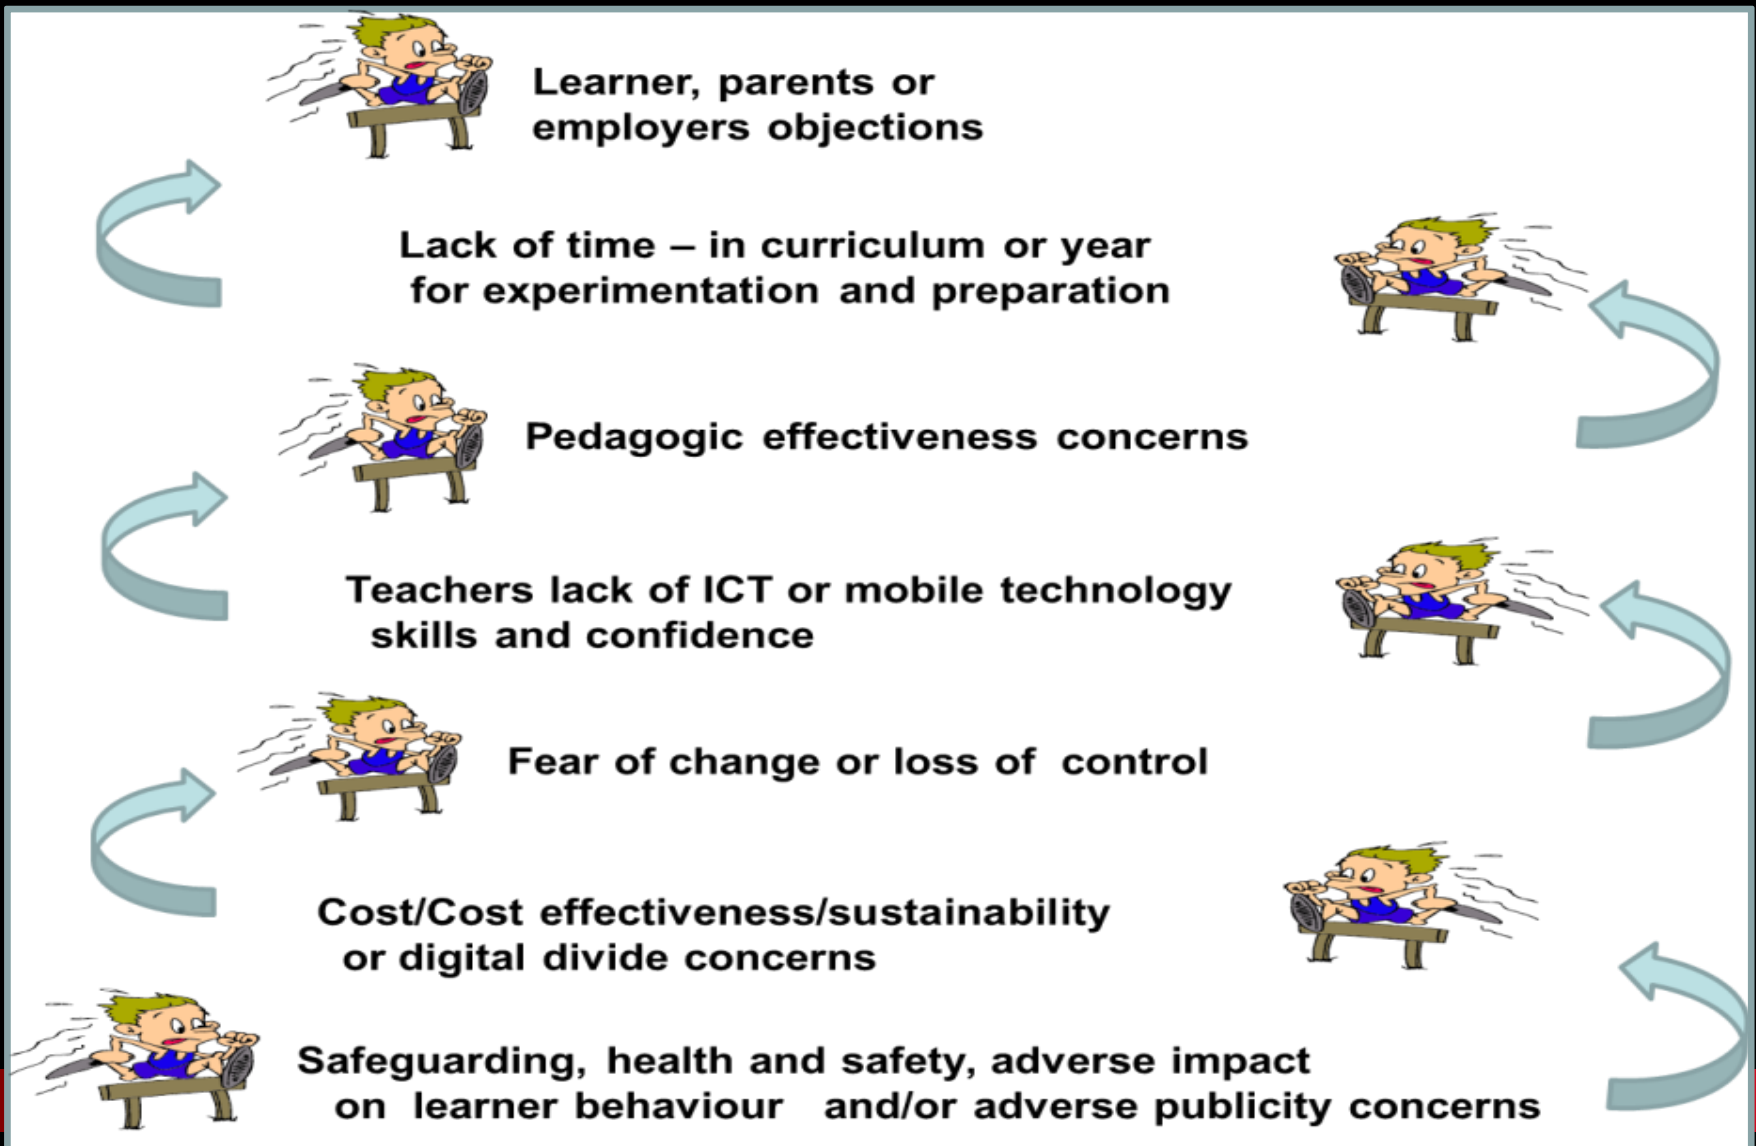 Learner, parents or
employers objections
Lack of time – in curriculum or year
for experimentation and preparation
Pedagogic effectiveness concerns
Teachers lack of ICT or mobile technology
skills and confidence
Fear of change or loss of control
Cost/Cost effectiveness/sustainability
or digital divide concerns
Safeguarding, health and safety, adverse impact
on learner behaviour and/or adverse publicity concerns